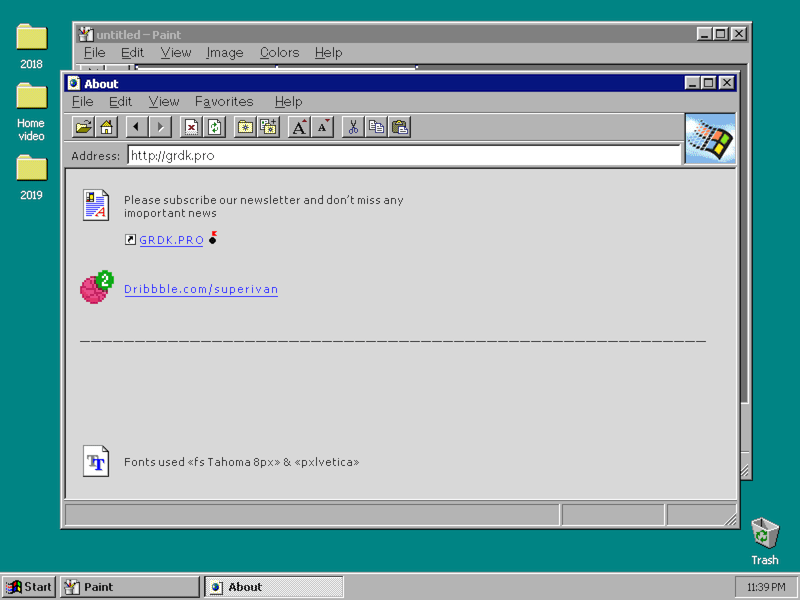 2018
Home
video
2019
untitled – Paint
File Edit View Image Colors Help
About
File Edit View Favorites Help
A A
Address: http://grdk.pro
Please subscribe our newsletter and don't miss any
imoportant news
GRDK.PRO
2
Dribbble.com/superivan
Fonts used «fs Tahoma 8px» & «pxlvetica»
Trash
Start Paint About 11:39 PM